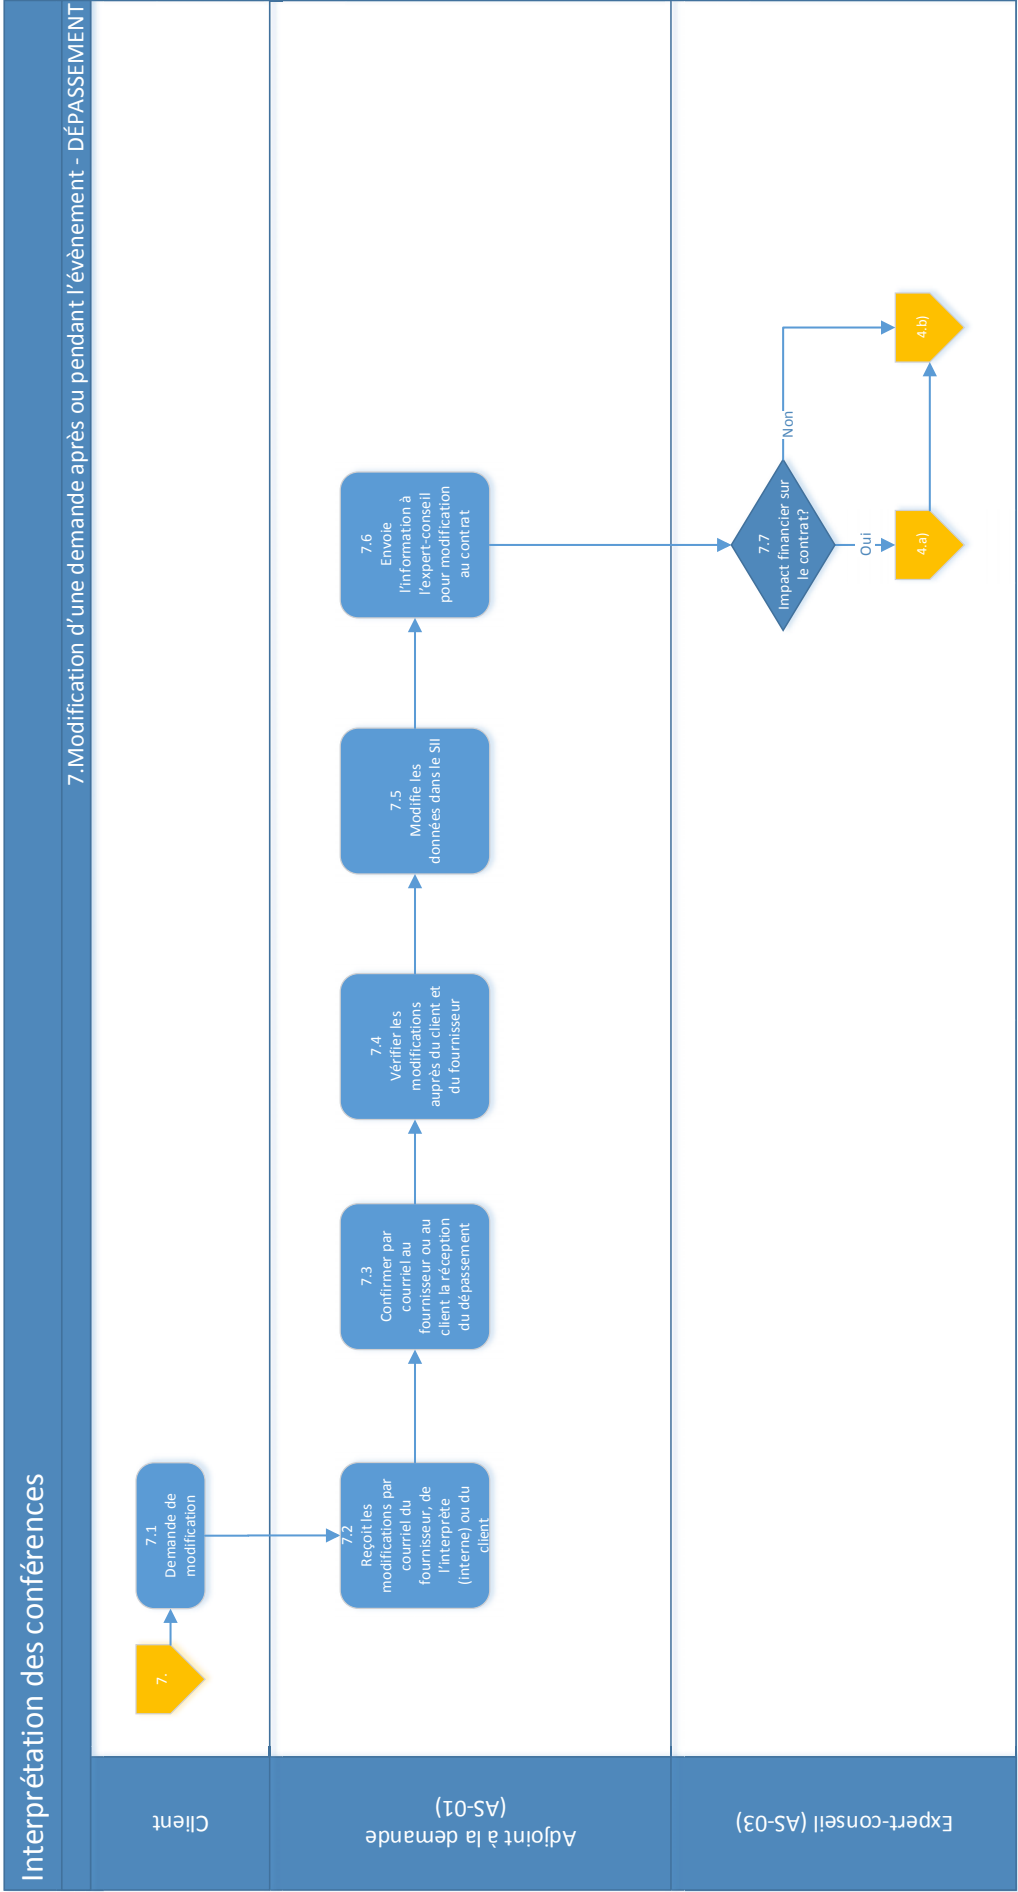 Interprétation des conférences
7.Modification d’une demande après ou pendant l’évènement - DÉPASSEMENT
Client
7.
7.1
Demande de
modification
Adjoint à la demande
(AS-01)
7.2
Reçoit les
modifications par
courriel du
fournisseur, de
l’interprète
(interne) ou du
client
7.3
Confirmer par
courriel au
fournisseur ou au
client la réception
du dépassement
7.4
Vérifier les
modifications
auprès du client et
du fournisseur
7.5
Modifie les
données dans le SII
7.6
Envoie
l’information à
l’expert-conseil
pour modification
au contrat
Expert-conseil (AS-03)
7.7
Impact financier sur
le contrat?
Non
Oui
4.a)
4.b)